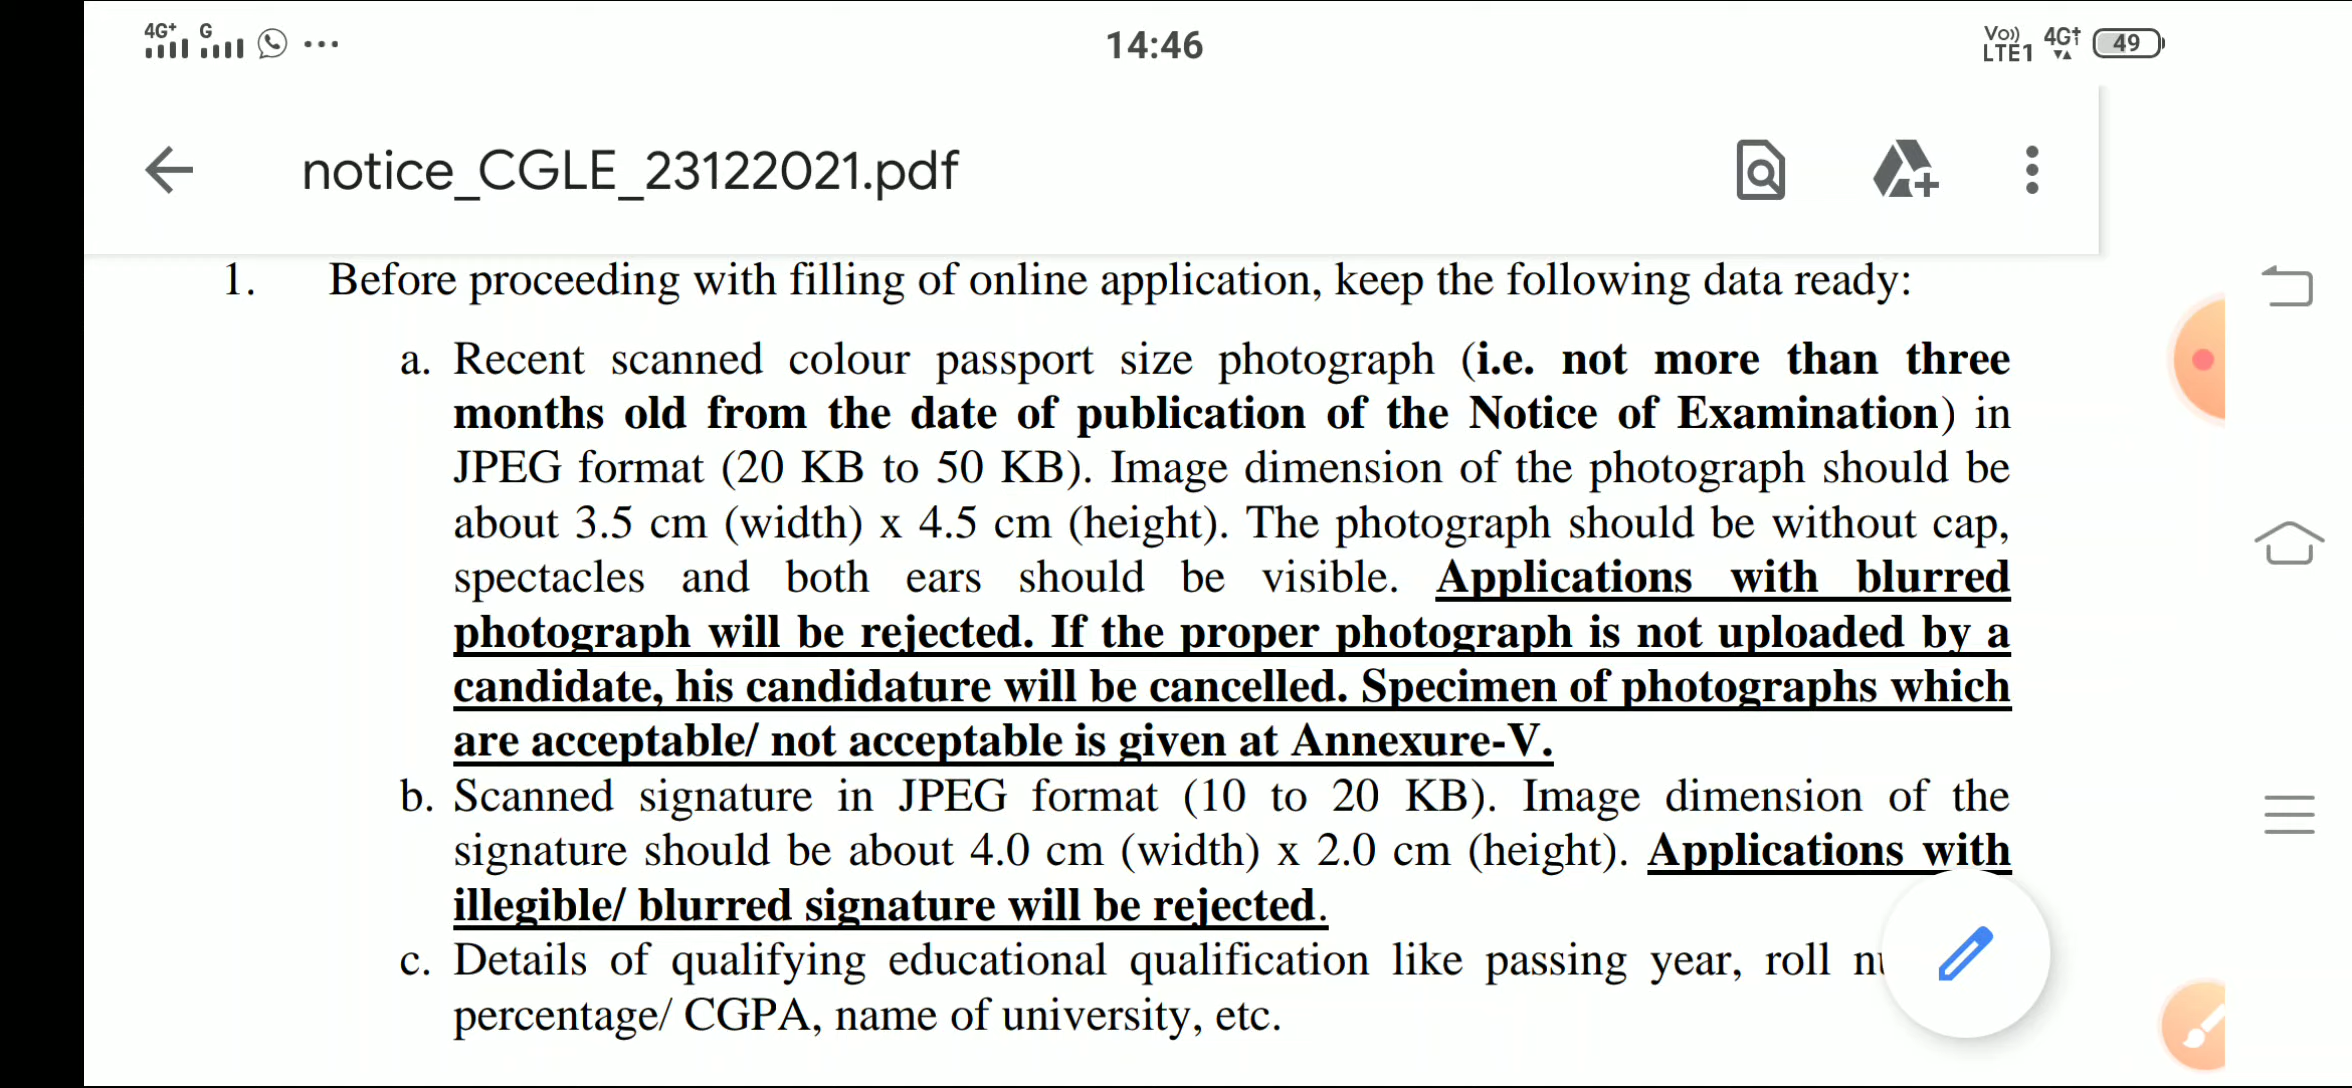 4G+ G ... 14:46 Vo)) LTE1 4G+ 49
notice_CGLE_23122021.pdf
1. Before proceeding with filling of online application, keep the following data ready:
a. Recent scanned colour passport size photograph (i.e. not more than three
months old from the date of publication of the Notice of Examination) in
JPEG format (20 KB to 50 KB). Image dimension of the photograph should be
about 3.5 cm (width) x 4.5 cm (height). The photograph should be without cap,
spectacles and both ears should be visible. Applications with blurred
photograph will be rejected. If the proper photograph is not uploaded by a
candidate, his candidature will be cancelled. Specimen of photographs which
are acceptable/ not acceptable is given at Annexure-V.
b. Scanned signature in JPEG format (10 to 20 KB). Image dimension of the
signature should be about 4.0 cm (width) x 2.0 cm (height). Applications with
illegible/ blurred signature will be rejected.
c. Details of qualifying educational qualification like passing year, roll
percentage/ CGPA, name of university, etc.